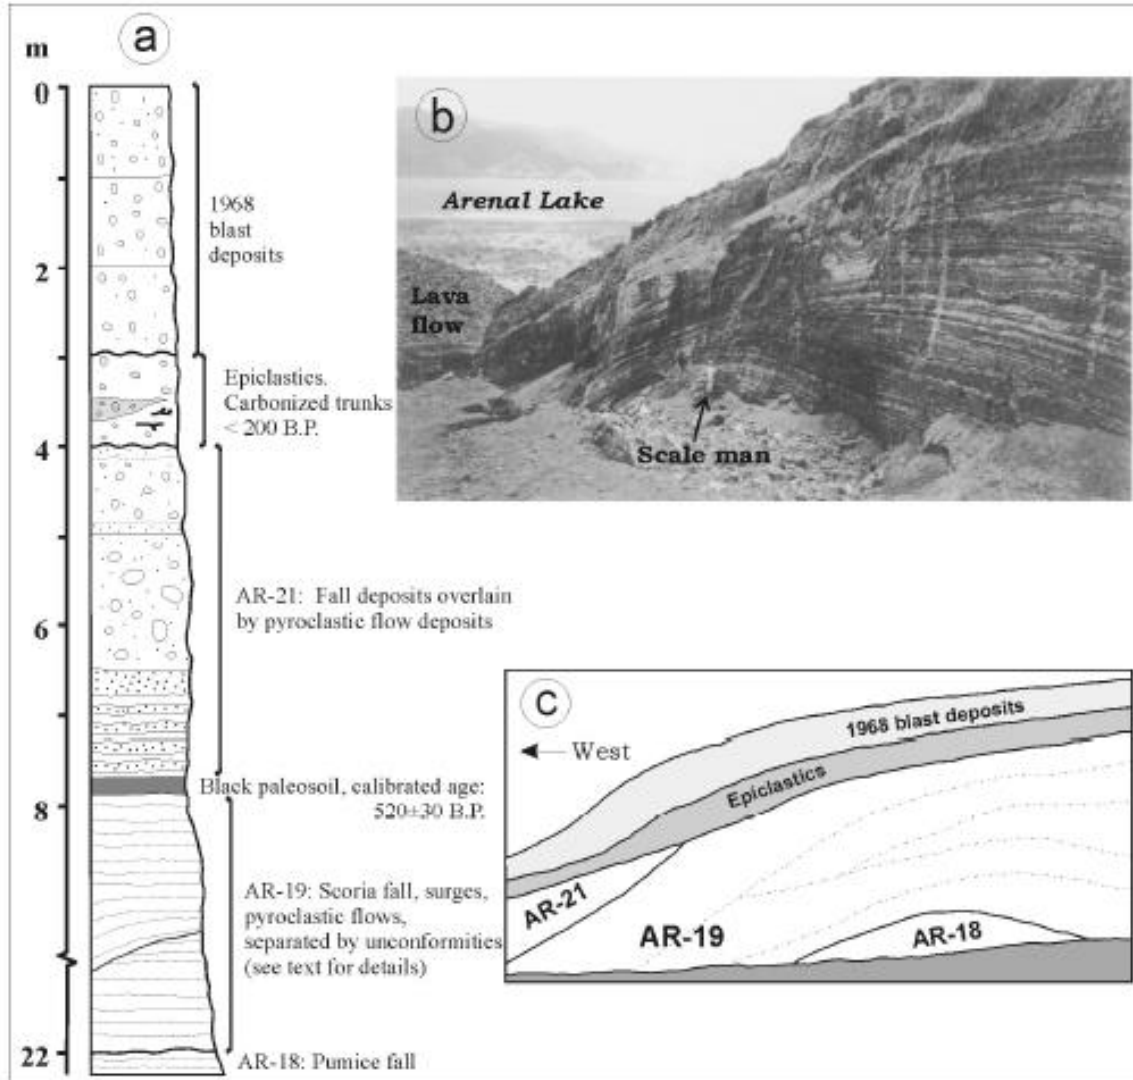 a
m
0
1968
blast
deposits
2
Epiclastics.
Carbonized trunks
< 200 B.P.
4
AR-21: Fall deposits overlain
by pyroclastic flow deposits
6
Black paleosoil, calibrated age:
520±30 B.P.
8
AR-19: Scoria fall, surges,
pyroclastic flows,
separated by unconformities
(see text for details)
22
AR-18: Pumice fall
b
Arenal Lake
Lava
flow
Scale man
c
West
1968 blast deposits
Epiclastics
AR-21
AR-19
AR-18